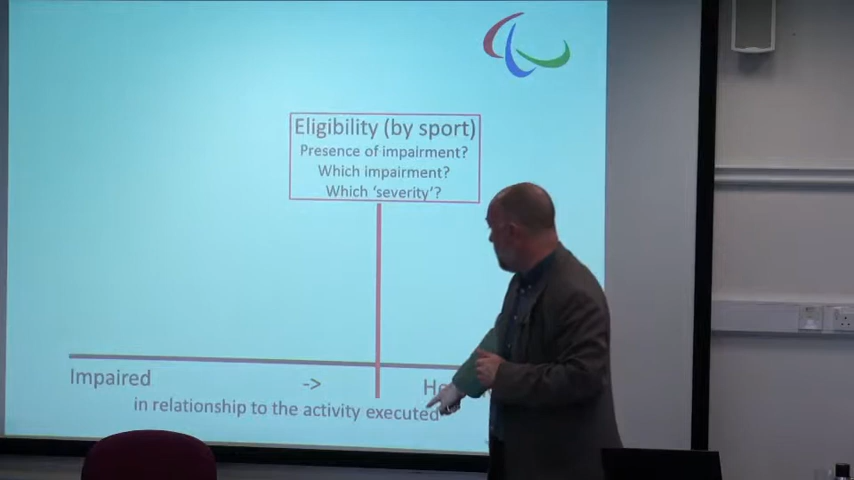 Eligibility (by sport)
Presence of impairment?
Which impairment?
Which 'severity'?
Impaired -> 
in relationship to the activity executed